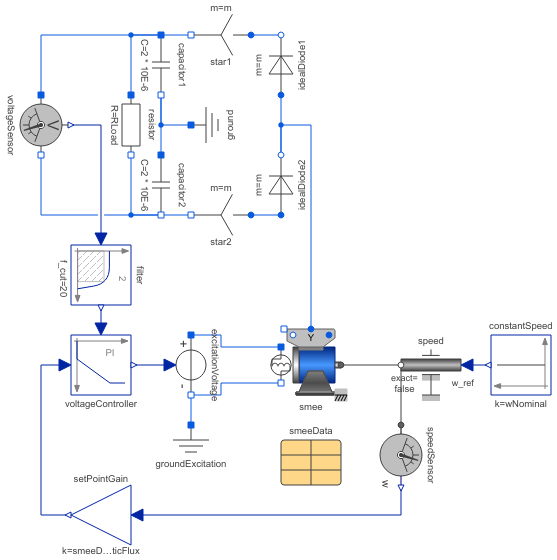 m=m
star1
C=2 * 10E-6
capacitor1
idealDiode1
m=m
voltageSensor
R=RLoad
resistor
ground
C=2 * 10E-6
capacitor2
idealDiode2
m=m
m=m
star2
f_cut=20
2
filter
PI
voltageController
+
-
excitationVoltage
groundExcitation
Y
smee
smeeData
speed
exact=
false
w_ref
constantSpeed
k=wNominal
speedSensor
w
setPointGain
k=smeeD...ticFlux